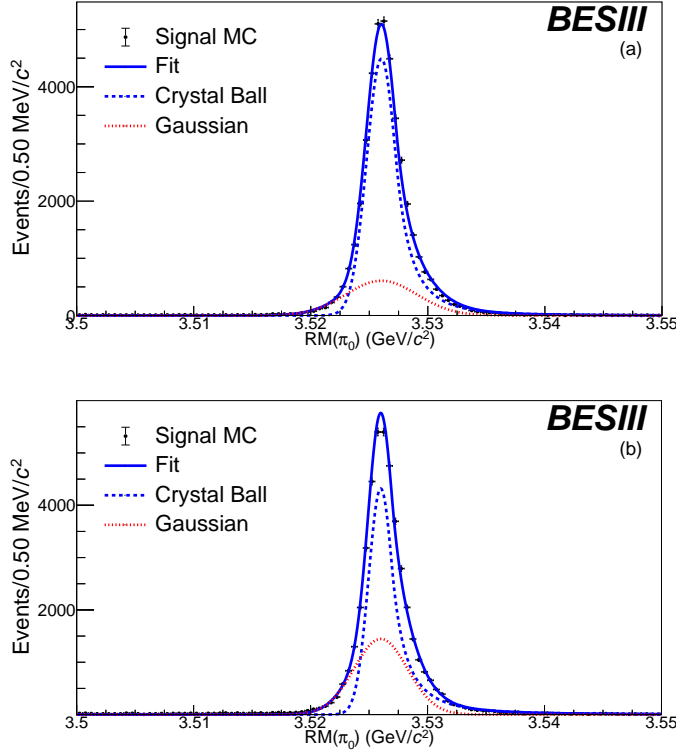 BESIII
(a)
Signal MC
Fit
Crystal Ball
Gaussian
Events/0.50 MeV/c²
4000
2000
0
3.5 3.51 3.52 3.53 3.54 3.55
RM(π₀) (GeV/c²)
BESIII
(b)
Signal MC
Fit
Crystal Ball
Gaussian
Events/0.50 MeV/c²
4000
2000
3.5 3.51 3.52 3.53 3.54 3.55
RM(π₀) (GeV/c²)